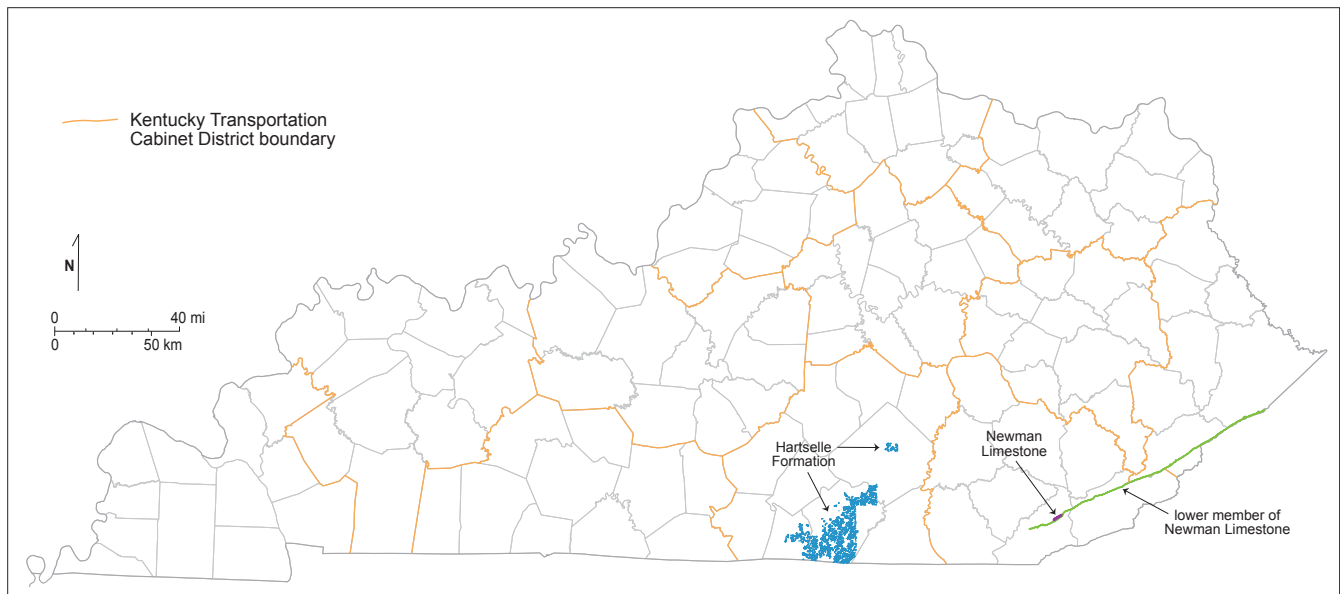 Kentucky Transportation
Cabinet District boundary
N
0 40 mi
0 50 km
Hartselle
Formation
Newman
Limestone
lower member of
Newman Limestone